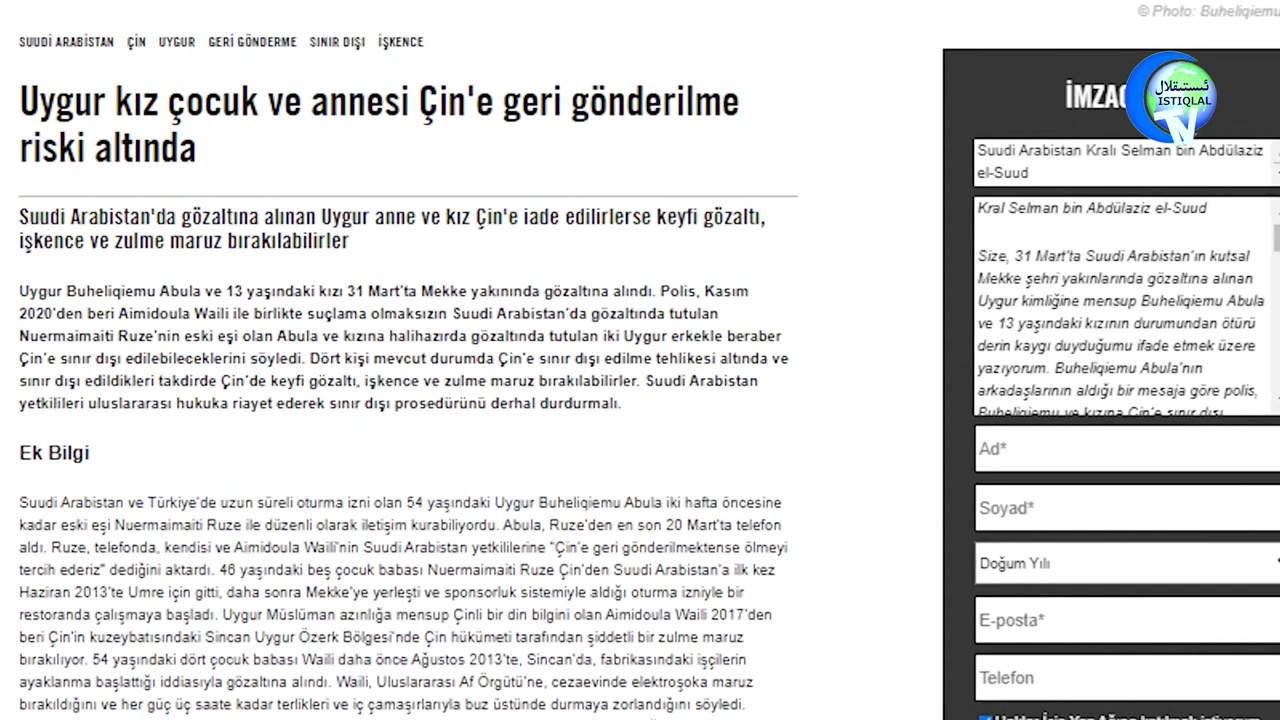 © Photo: Buheliqiemu
SUUDİ ARABİSTAN ÇİN UYGUR GERİ GÖNDERME SINIR DIŞI İŞKENCE
Uygur kız çocuk ve annesi Çin'e geri gönderilme
riski altında
Suudi Arabistan'da gözaltına alınan Uygur anne ve kız Çin'e iade edilirlerse keyfi gözaltı,
işkence ve zulme maruz bırakılabilirler
Uygur Buheliqiemu Abula ve 13 yaşındaki kızı 31 Mart'ta Mekke yakınında gözaltına alındı. Polis, Kasım
2020'den beri Aimidoula Waili ile birlikte suçlama olmaksızın Suudi Arabistan'da gözaltında tutulan
Nuermaimaiti Ruze'nin eski eşi olan Abula ve kızına halihazırda gözaltında tutulan iki Uygur erkekle beraber
Çin'e sınır dışı edilebileceklerini söyledi. Dört kişi mevcut durumda Çin'e sınır dışı edilme tehlikesi altında ve
sınır dışı edildikleri takdirde Çin'de keyfi gözaltı, işkence ve zulme maruz bırakılabilirler. Suudi Arabistan
yetkilileri uluslararası hukuka riayet ederek sınır dışı prosedürünü derhal durdurmalı.
Ek Bilgi
Suudi Arabistan ve Türkiye'de uzun süreli oturma izni olan 54 yaşındaki Uygur Buheliqiemu Abula iki hafta öncesine
kadar eski eşi Nuermaimaiti Ruze ile düzenli olarak iletişim kurabiliyordu. Abula, Ruze'den en son 20 Mart'ta telefon
aldı. Ruze, telefonda, kendisi ve Aimidoula Waili'nin Suudi Arabistan yetkililerine "Çin'e geri gönderilmektense ölmeyi
tercih ederiz" dediğini aktardı. 46 yaşındaki beş çocuk babası Nuermaimaiti Ruze Çin'den Suudi Arabistan'a ilk kez
Haziran 2013'te Umre için gitti, daha sonra Mekke'ye yerleşti ve sponsorluk sistemiyle aldığı oturma izniyle bir
restoranda çalışmaya başladı. Uygur Müslüman azınlığa mensup Çinli bir din bilgini olan Aimidoula Waili 2017'den
beri Çin'in kuzeybatısındaki Sincan Uygur Özerk Bölgesi'nde Çin hükümeti tarafından şiddetli bir zulme maruz
bırakılıyor. 54 yaşındaki dört çocuk babası Waili daha önce Ağustos 2013'te, Sincan'da, fabrikasındaki işçilerin
ayaklanma başlattığı iddiasıyla gözaltına alındı. Waili, Uluslararası Af Örgütü'ne, cezaevinde elektroşoka maruz
bırakıldığını ve her güç üç saate kadar terlikleri ve iç çamaşırlarıyla buz üstünde durmaya zorlandığını söyledi.
İMZA
ئىستىقلال
ISTIQLAL
TV
Suudi Arabistan Kralı Selman bin Abdülaziz
el-Suud
Kral Selman bin Abdülaziz el-Suud
Size, 31 Mart'ta Suudi Arabistan'ın kutsal
Mekke şehri yakınlarında gözaltına alınan
Uygur kimliğine mensup Buheliqiemu Abula
ve 13 yaşındaki kızının durumundan ötürü
derin kaygı duyduğumu ifade etmek üzere
yazıyorum. Buheliqiemu Abula'nın
arkadaşlarının aldığı bir mesaja göre polis,
Buheliqiemu ve kızına Çin'e sınır dışı
Ad*
Soyad*
Doğum Yılı
E-posta*
Telefon